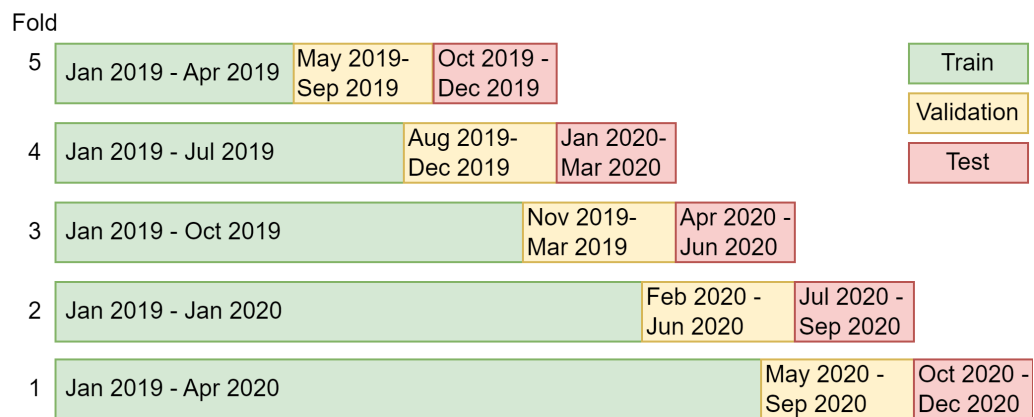 Fold
5
Jan 2019 - Apr 2019
May 2019-
Sep 2019
Oct 2019 -
Dec 2019
Train
Validation
Test
4
Jan 2019 - Jul 2019
Aug 2019-
Dec 2019
Jan 2020-
Mar 2020
3
Jan 2019 - Oct 2019
Nov 2019-
Mar 2019
Apr 2020 -
Jun 2020
2
Jan 2019 - Jan 2020
Feb 2020 -
Jun 2020
Jul 2020 -
Sep 2020
1
Jan 2019 - Apr 2020
May 2020 -
Sep 2020
Oct 2020 -
Dec 2020